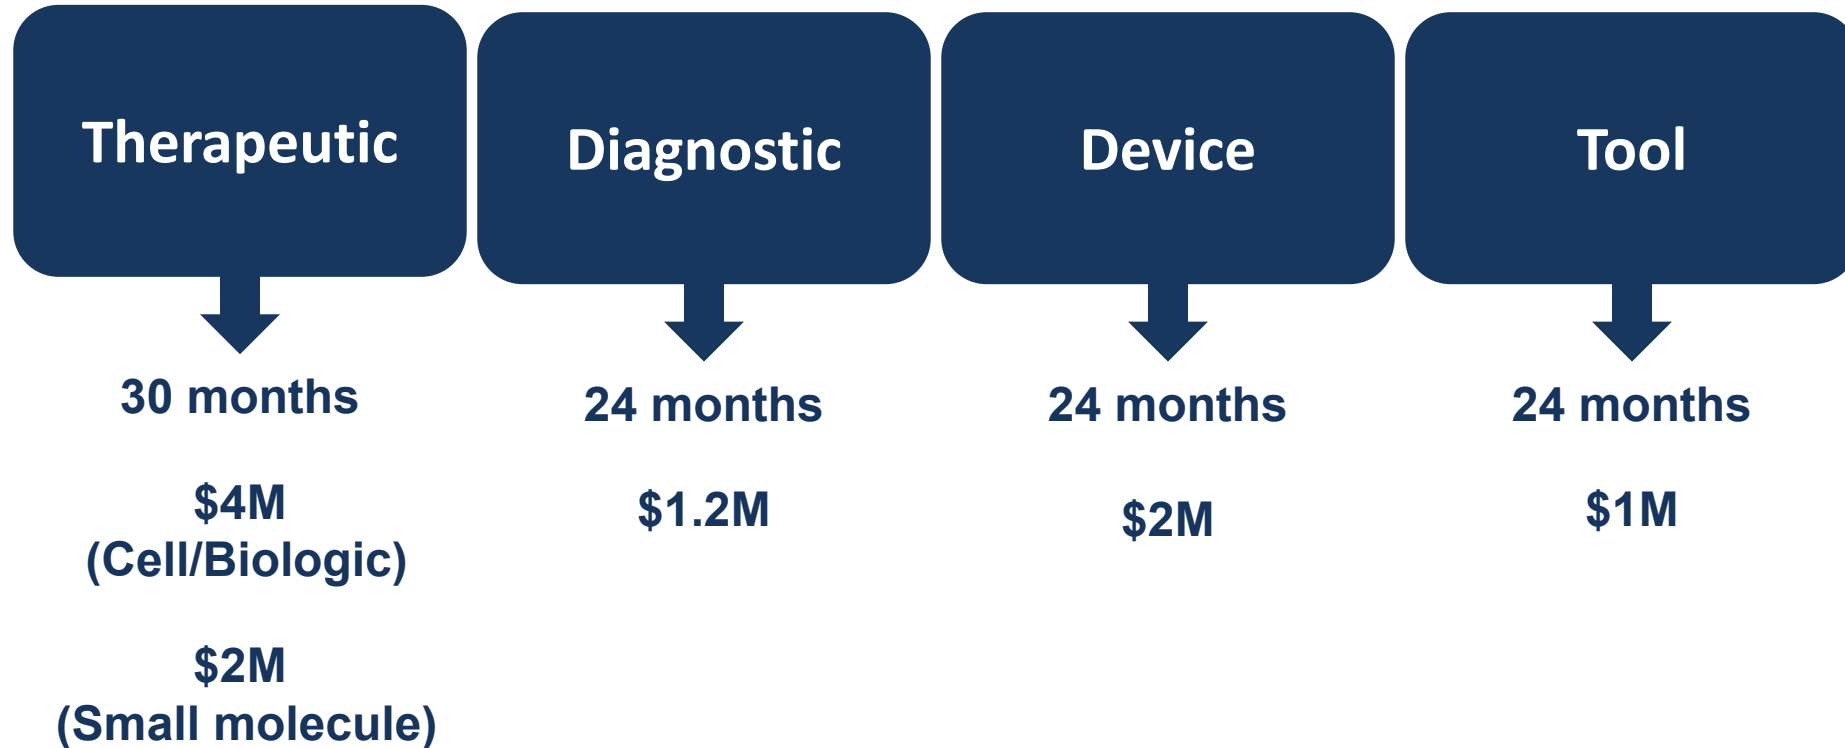 Therapeutic
30 months
$4M
(Cell/Biologic)
$2M
(Small molecule)
Diagnostic
24 months
$1.2M
Device
24 months
$2M
Tool
24 months
$1M